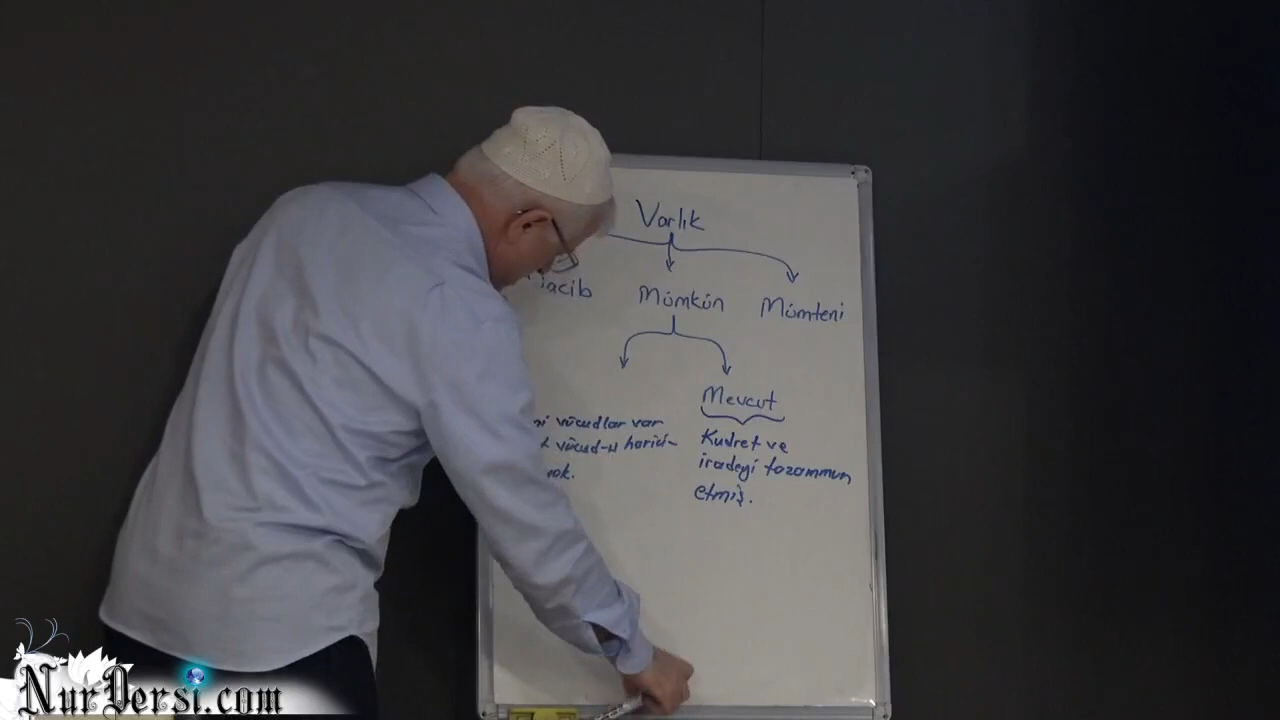 Varlık
Mümkün Mümteni
Mevcut
vücudlar var
vücud-u harici-
Kudret ve
iradeyi tazammun
etmiş.
NurDersi.com